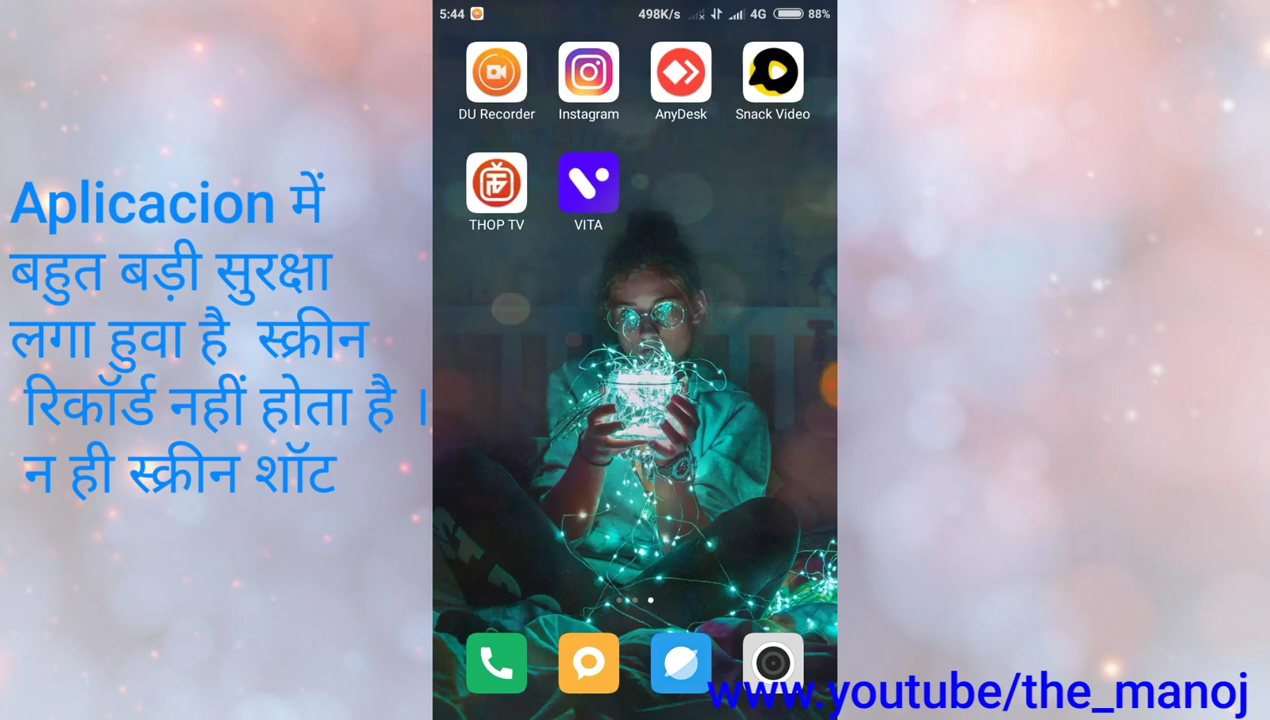 5:44 498K/s 4G 88%
DU Recorder Instagram AnyDesk Snack Video
THOP TV VITA
Aplicacion में
बहुत बड़ी सुरक्षा
लगा हुवा है स्क्रीन
रिकॉर्ड नहीं होता है ।
न ही स्क्रीन शॉट
www.youtube/the_manoj